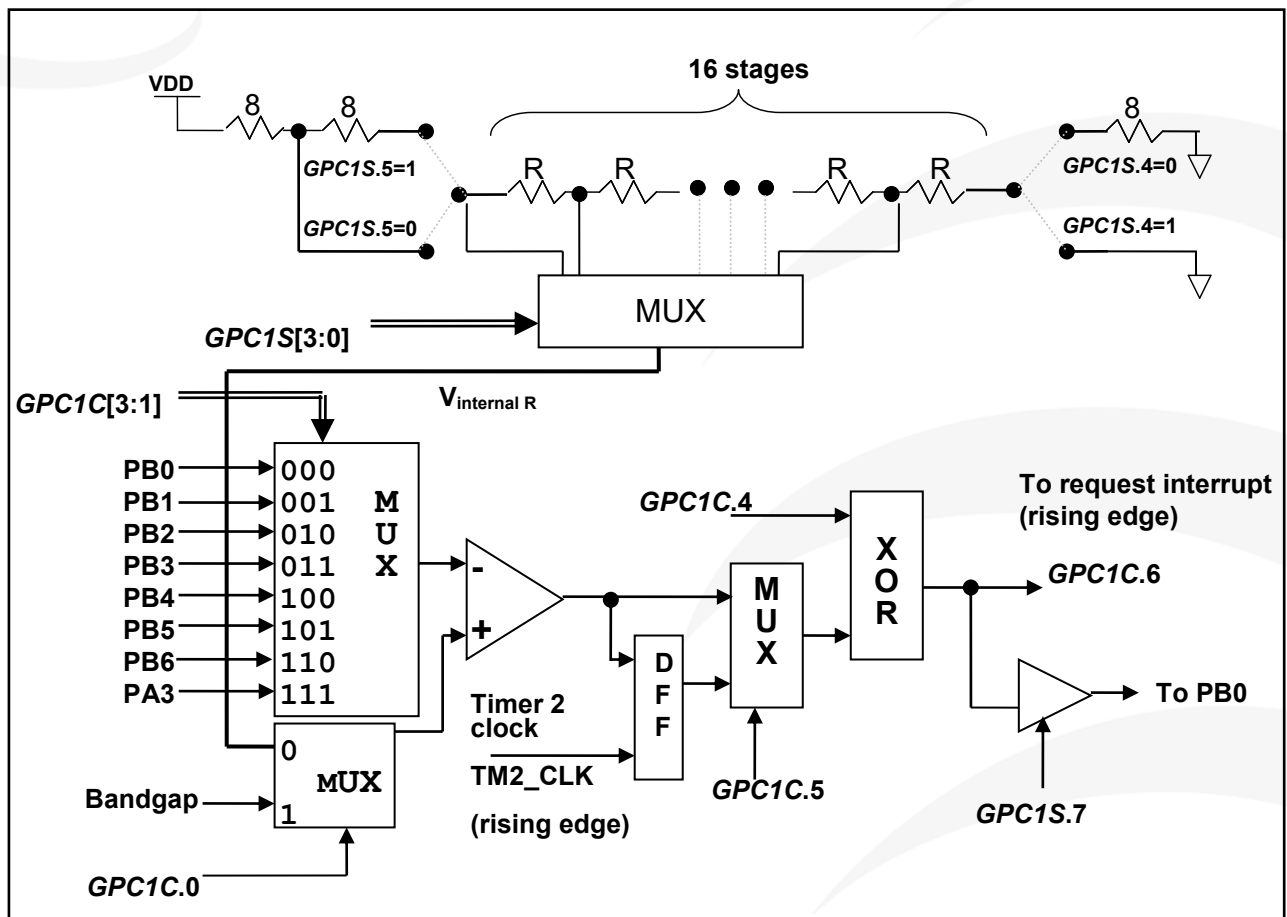 16 stages
VDD
8
8
8
GPC1S.5=1
GPC1S.4=0
R
R
R
R
GPC1S.5=0
GPC1S.4=1
MUX
GPC1S[3:0]
V internal R
GPC1C[3:1]
PB0
000
PB1
001
PB2
010
PB3
011
PB4
100
PB5
101
PB6
110
PA3
111
M
U
X
-
+
GPC1C.4
X
O
R
To request interrupt
(rising edge)
GPC1C.6
M
U
X
D
F
F
Timer 2
clock
TM2_CLK
(rising edge)
To PB0
GPC1C.5
GPC1S.7
0
MUX
Bandgap
1
GPC1C.0